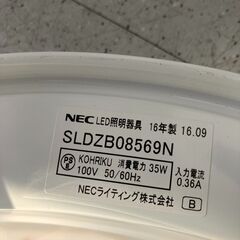 NEC LED照明器具 16年製 16.09
SLDZB08569N
PSE KOHRIKU 消費電力 35W 入力電流
100V 50/60Hz 0.36A
NECライティング株式会社 B